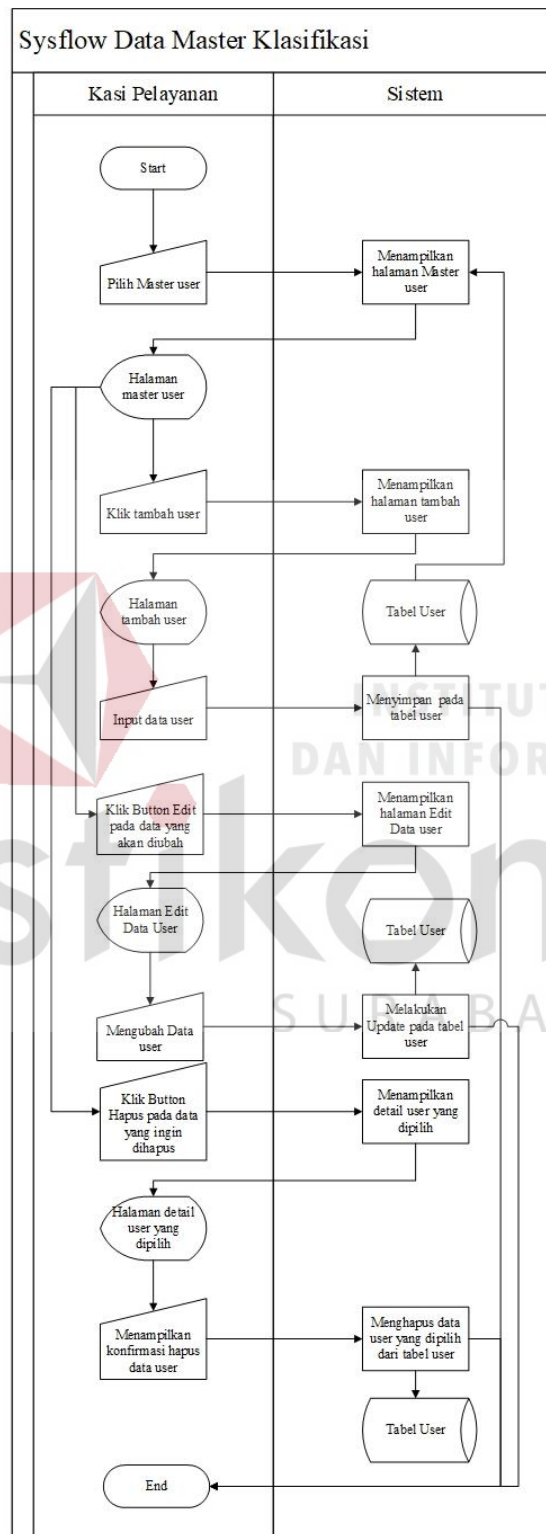 Sysflow Data Master Klasifikasi
Kasi Pelayanan
Sistem
Start
Pilih Master user
Menampilkan
halaman Master
user
Halaman
master user
Klik tambah user
Menampilkan
halaman tambah
user
Halaman
tambah user
Tabel User
Input data user
Menyimpan pada
tabel user
INSTITUT
DAN INFOR
Klik Button Edit
pada data yang
akan diubah
Menampilkan
halaman Edit
Data user
stikom
Halaman Edit
Data User
Tabel User
SURABA
Mengubah Data
user
Melakukan
Update pada tabel
user
Klik Button
Hapus pada data
yang ingin
dihapus
Menampilkan
detail user yang
dipilih
Halaman detail
user yang
dipilih
Menampilkan
konfirmasi hapus
data user
Menghapus data
user yang dipilih
dari tabel user
Tabel User
End